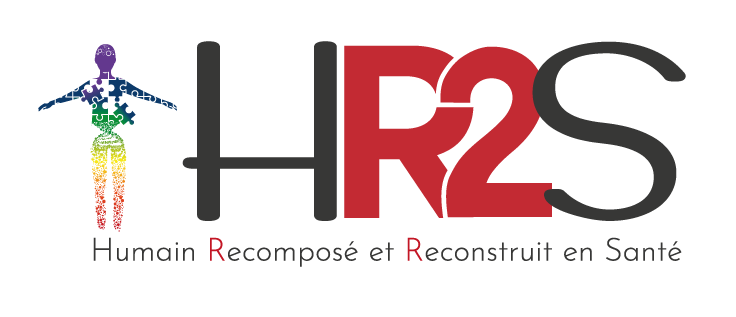 HR2S
Humain Recomposé et Reconstruit en Santé